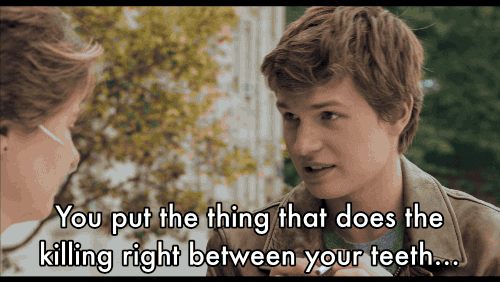 You put the thing that does the
killing right between your teeth...